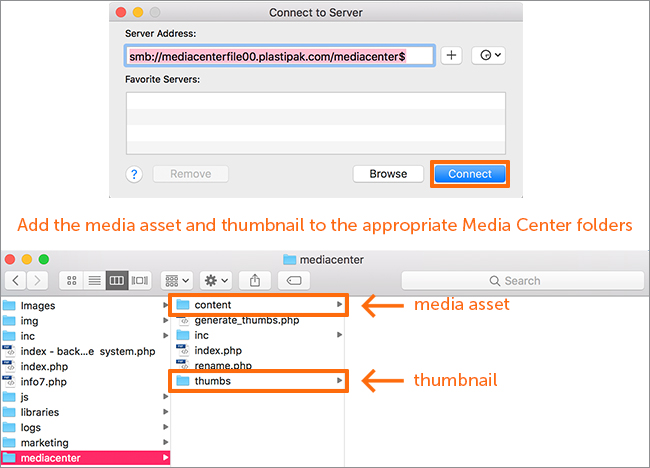 Connect to Server
Server Address:
smb://mediacenterfile00.plastipak.com/mediacenter$
Favorite Servers:
?
Remove
Browse
Connect
Add the media asset and thumbnail to the appropriate Media Center folders
mediacenter
Search
Images
img
inc
index - back...e system.php
index.php
info7.php
js
libraries
logs
marketing
mediacenter
content
generate_thumbs.php
inc
index.php
rename.php
thumbs
media asset
thumbnail